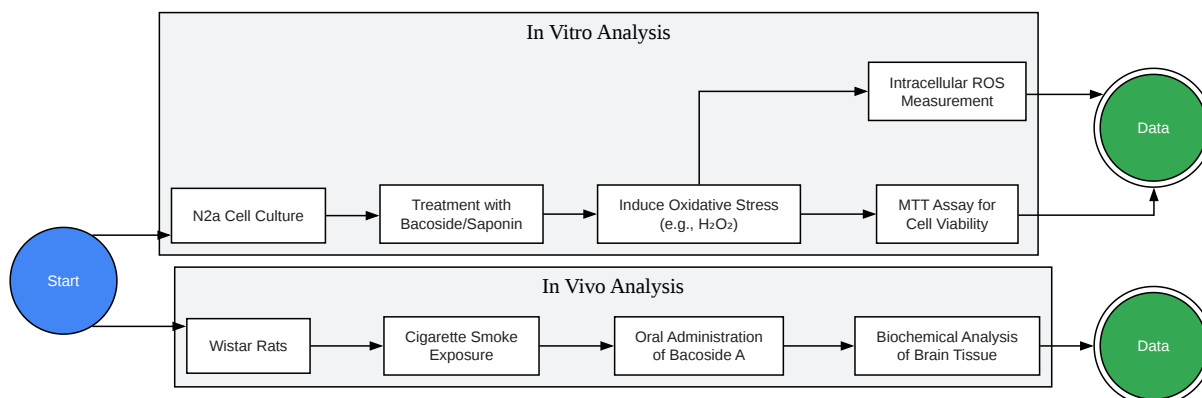 In Vitro Analysis
Intracellular ROS
Measurement
Data
N2a Cell Culture
Treatment with
Bacoside/Saponin
Induce Oxidative Stress
(e.g., H₂O₂)
MTT Assay for
Cell Viability
Start
In Vivo Analysis
Wistar Rats
Cigarette Smoke
Exposure
Oral Administration
of Bacoside A
Biochemical Analysis
of Brain Tissue
Data